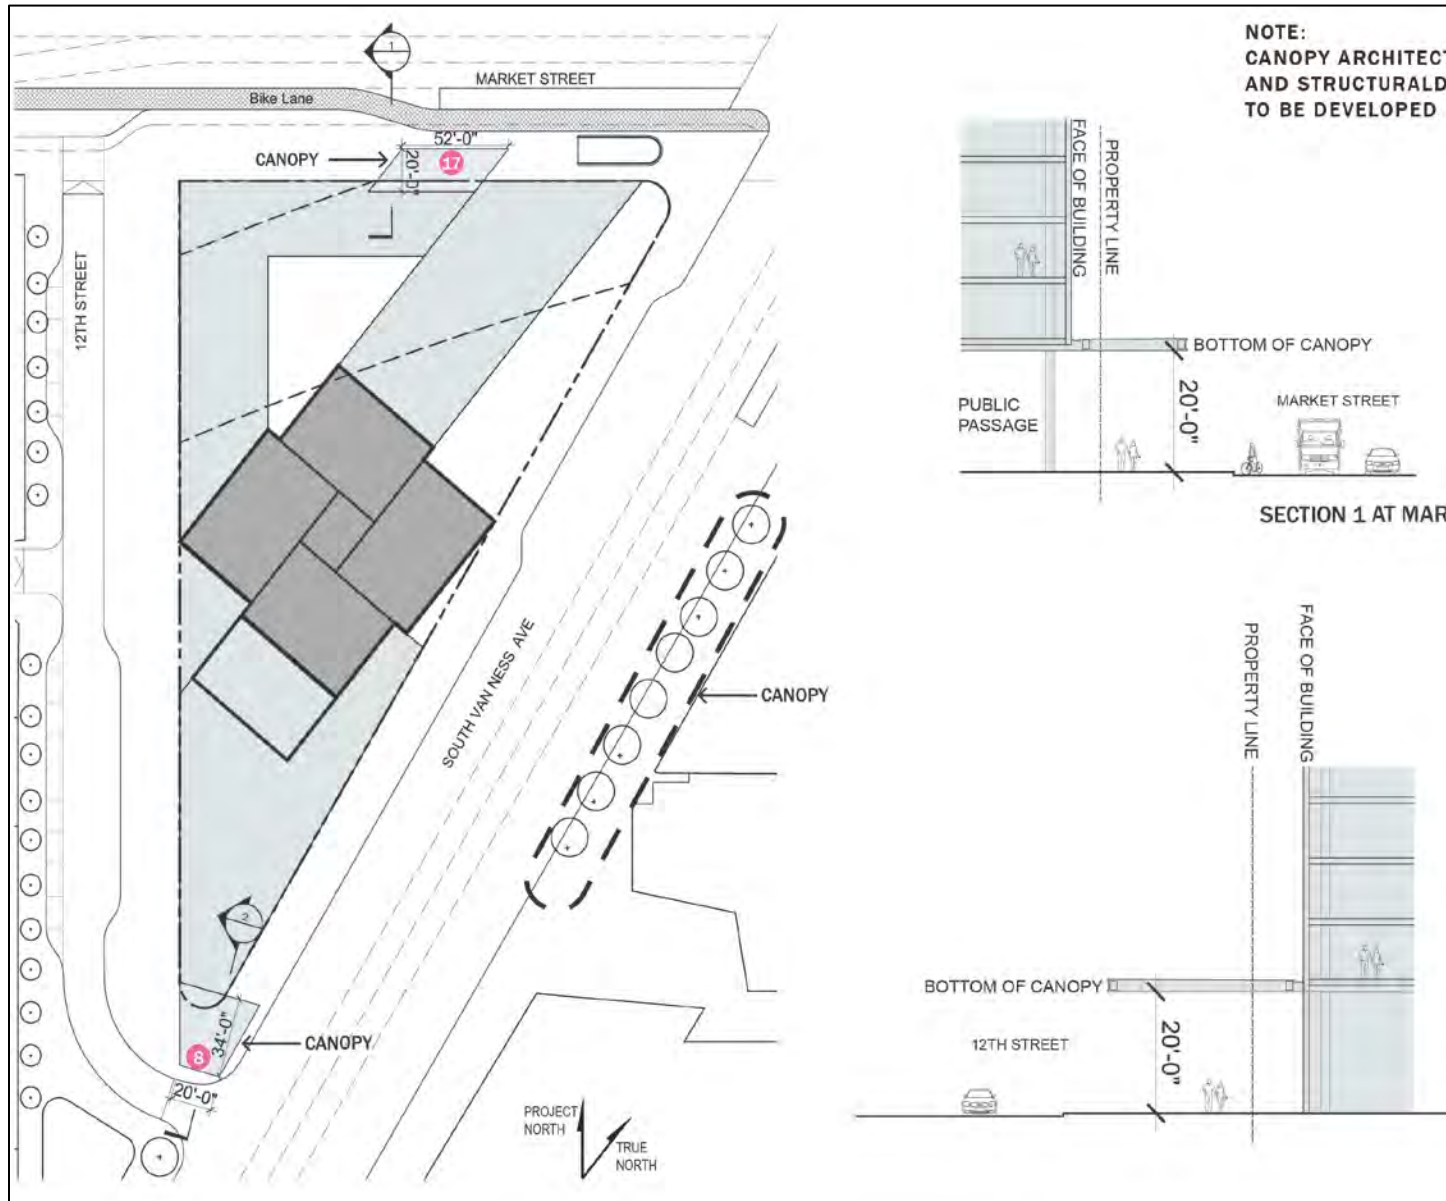 NOTE:
CANOPY ARCHITECT
AND STRUCTURALD
TO BE DEVELOPED
1
MARKET STREET
Bike Lane
52'-0"
CANOPY
17
20'-0"
12TH STREET
SOUTH VAN NESS AVE
CANOPY
2
34'-0"
CANOPY
8
20'-0"
PROJECT
NORTH
TRUE
NORTH
FACE OF BUILDING
PROPERTY LINE
BOTTOM OF CANOPY
20'-0"
PUBLIC
PASSAGE
MARKET STREET
SECTION 1 AT MAR
PROPERTY LINE
FACE OF BUILDING
BOTTOM OF CANOPY
20'-0"
12TH STREET